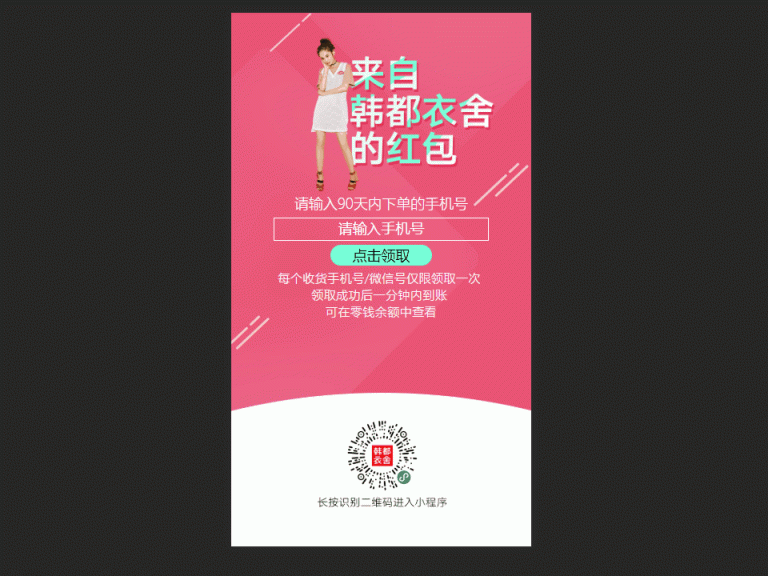 来自
韩都衣舍
的红包
请输入90天内下单的手机号
请输入手机号
点击领取
每个收货手机号/微信号仅限领取一次
领取成功后一分钟内到账
可在零钱余额中查看
韩都
衣舍
长按识别二维码进入小程序